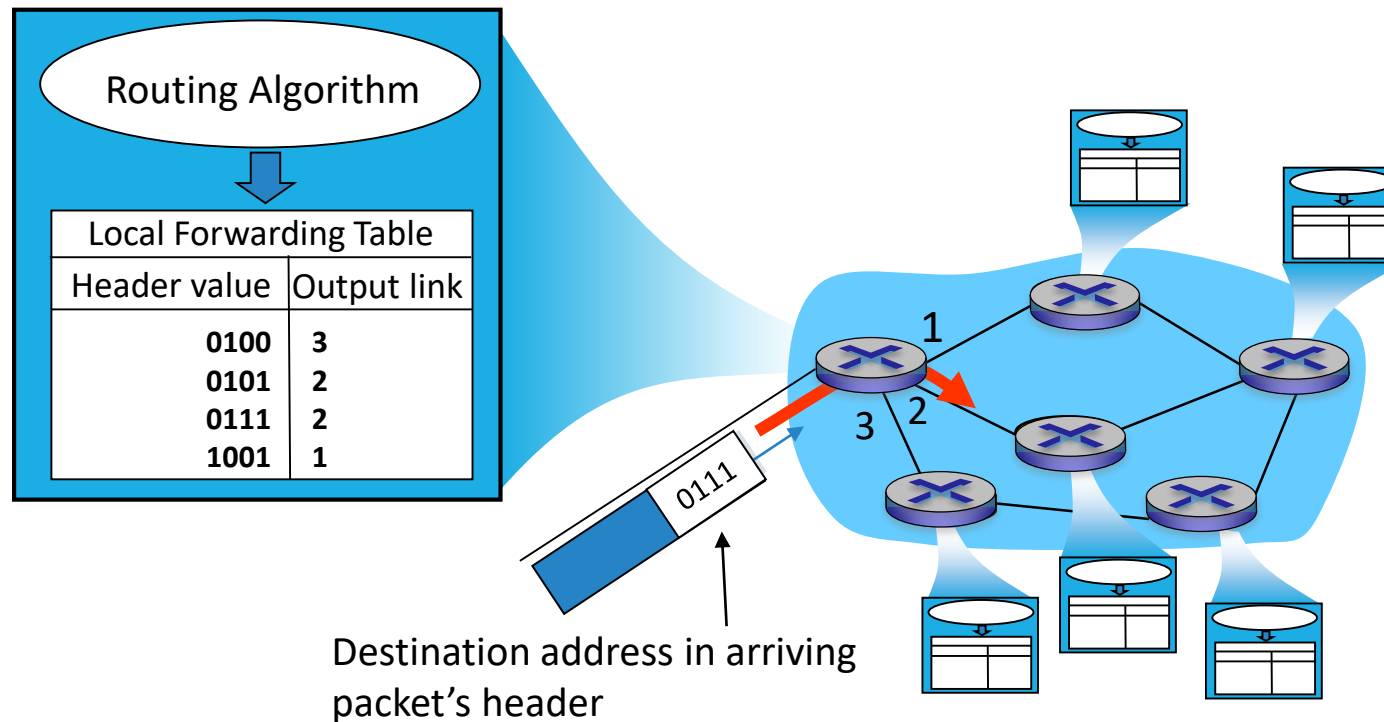 Routing Algorithm
Local Forwarding Table
Header value Output link
0100 3
0101 2
0111 2
1001 1
1
2
3
0111
Destination address in arriving
packet's header